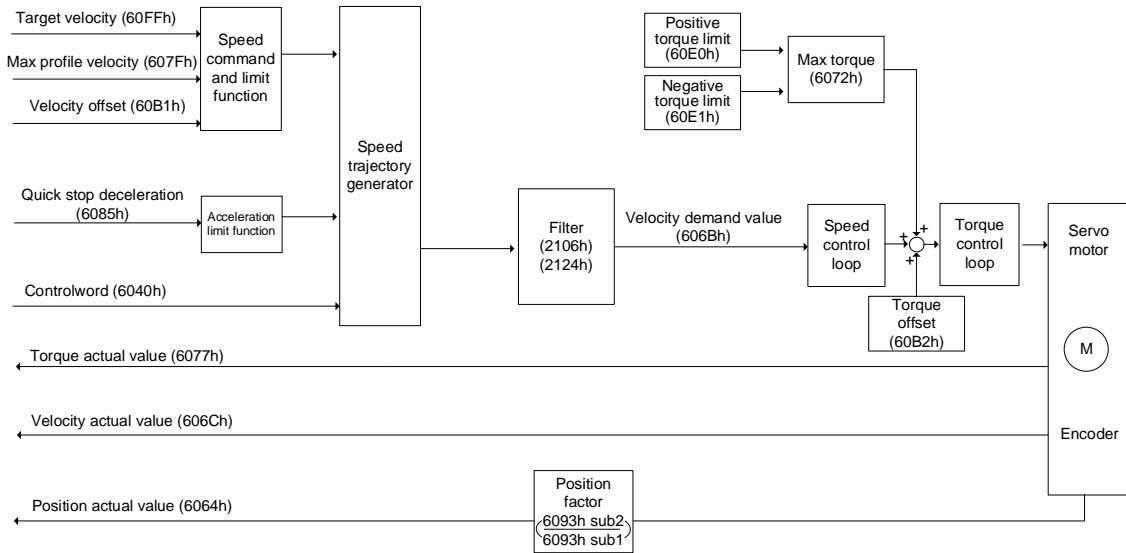 Target velocity (60FFh)
Max profile velocity (607Fh)
Velocity offset (60B1h)
Speed
command
and limit
function
Quick stop deceleration
(6085h)
Acceleration
limit function
Controlword (6040h)
Speed
trajectory
generator
Filter
(2106h)
(2124h)
Velocity demand value
(606Bh)
Positive
torque limit
(60E0h)
Negative
torque limit
(60E1h)
Max torque
(6072h)
Speed
control
loop
+
+
+
Torque
offset
(60B2h)
Torque
control
loop
Servo
motor
M
Encoder
Torque actual value (6077h)
Velocity actual value (606Ch)
Position actual value (6064h)
Position
factor
(6093h sub2
6093h sub1)